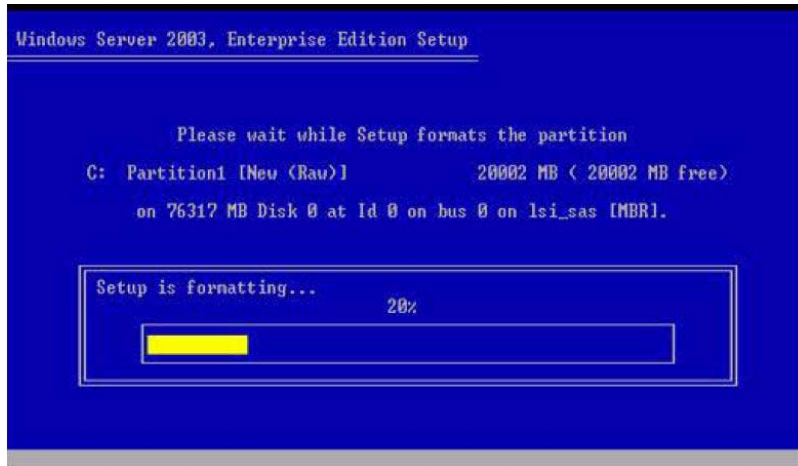 Windows Server 2003, Enterprise Edition Setup
Please wait while Setup formats the partition
C: Partition1 [New (Raw)] 20002 MB ( 20002 MB free)
on 76317 MB Disk 0 at Id 0 on bus 0 on lsi_sas [MBR].
Setup is formatting...
20%